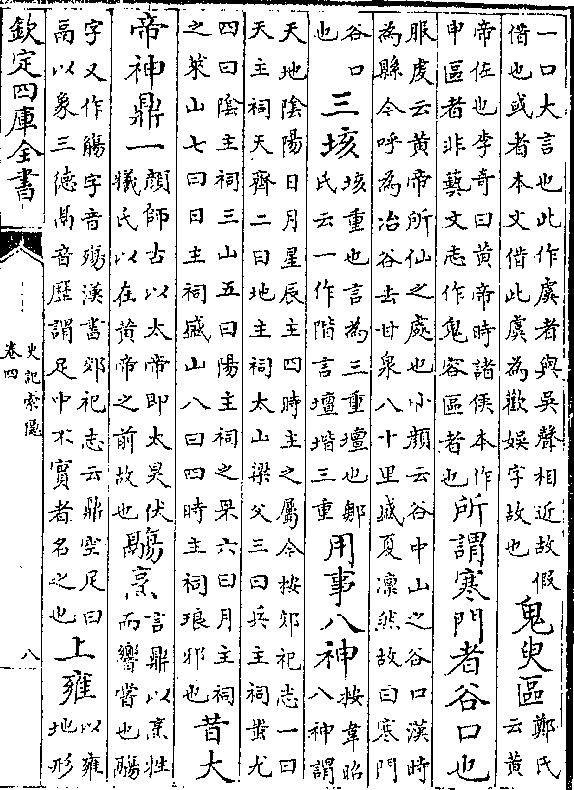 一口大言也此作虞者與吳聲相近故假借也或者本文借此虞為歡娛字故也鬼臾區鄭氏云黃
帝佐也李奇曰黃帝時諸侯本作申區者非藝文志作鬼容區者也所謂寒門者谷口也
服虔云黃帝所仙之處也小顔云谷中山之谷口漢時為縣今呼為冶谷去甘泉八十里盛夏凜然故曰寒門
谷口也三垓垓重也言為三重壇也鄭氏云一作階言壇堦三重用事八神按韋昭八神謂
天地陰陽日月星辰主四時主之屬今按郊祀志一曰天主祠天齊二曰地主祠太山梁父三曰兵主祠蚩尤
四曰陰主祠三山五曰陽主祠之罘六曰月主祠之萊山七曰日主祠盛山八曰四時主祠琅邪也昔大
帝神鼎一顔師古以太帝即太昊伏犧氏以在黃帝之前故也鬺烹言鼎以烹牲而饗嘗也鬺
字又作觴字音殤漢書郊祀志云鼎空足曰鬲以象三德鬲音歷謂足中不實者名之也上雍以雍地形
欽定四庫全書
史記索隱
卷四
八